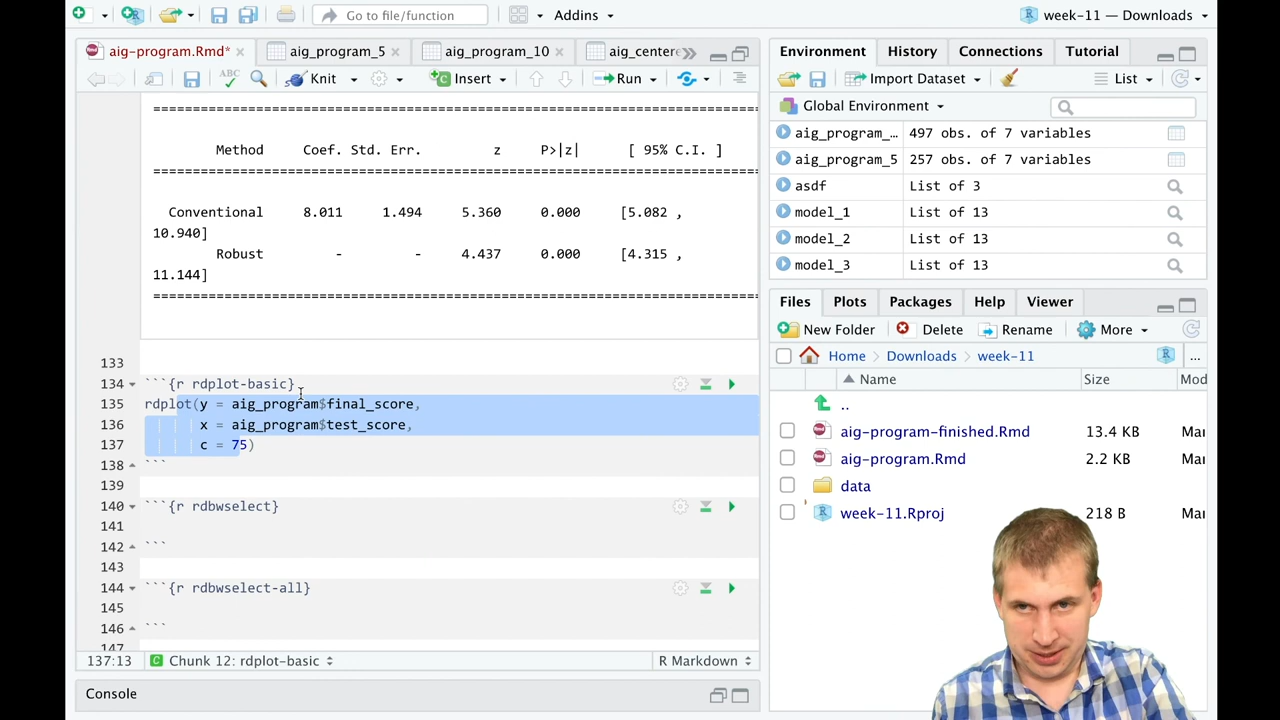 Go to file/function
Addins
week-11 — Downloads
aig-program.Rmd*
aig_program_5
aig_program_10
aig_center
Knit
Insert
Run
========================================================================
Method Coef. Std. Err. z P>|z| [ 95% C.I. ]
========================================================================
Conventional 8.011 1.494 5.360 0.000 [5.082 ,
10.940]
Robust - - 4.437 0.000 [4.315 ,
11.144]
========================================================================
133
134 ```{r rdplot-basic}
135 rdplot(y = aig_program$final_score,
136 x = aig_program$test_score,
137 c = 75)
138 ```
139
140 ```{r rdbwselect}
141
142 ```
143
144 ```{r rdbwselect-all}
145
146 ```
147
137:13 Chunk 12: rdplot-basic R Markdown
Console
Environment History Connections Tutorial
Import Dataset List
Global Environment
aig_program_… 497 obs. of 7 variables
aig_program_5 257 obs. of 7 variables
asdf List of 3
model_1 List of 13
model_2 List of 13
model_3 List of 13
Files Plots Packages Help Viewer
New Folder Delete Rename More
Home Downloads week-11 ...
Name Size Mod
..
aig-program-finished.Rmd 13.4 KB Mar
aig-program.Rmd 2.2 KB Mar
data
week-11.Rproj 218 B Mar